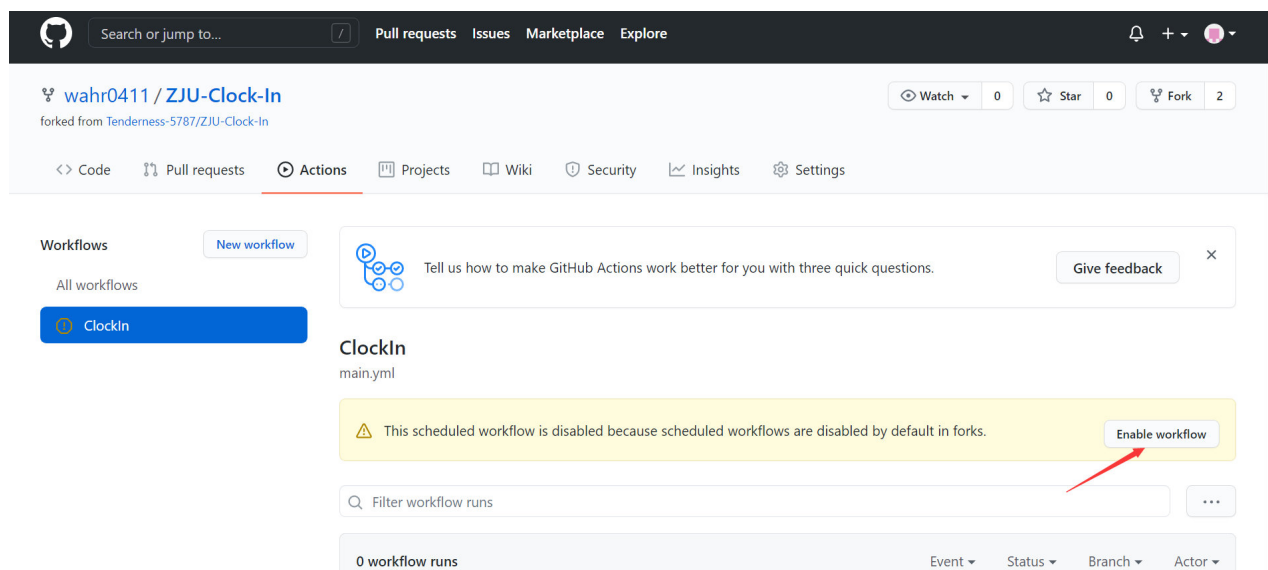 Search or jump to... / Pull requests Issues Marketplace Explore
wahr0411 / ZJU-Clock-In Watch 0 Star 0 Fork 2
forked from Tenderness-5787/ZJU-Clock-In
<> Code Pull requests Actions Projects Wiki Security Insights Settings
Workflows New workflow
All workflows
ClockIn
Tell us how to make GitHub Actions work better for you with three quick questions. Give feedback
ClockIn
main.yml
This scheduled workflow is disabled because scheduled workflows are disabled by default in forks. Enable workflow
Filter workflow runs
0 workflow runs Event Status Branch Actor